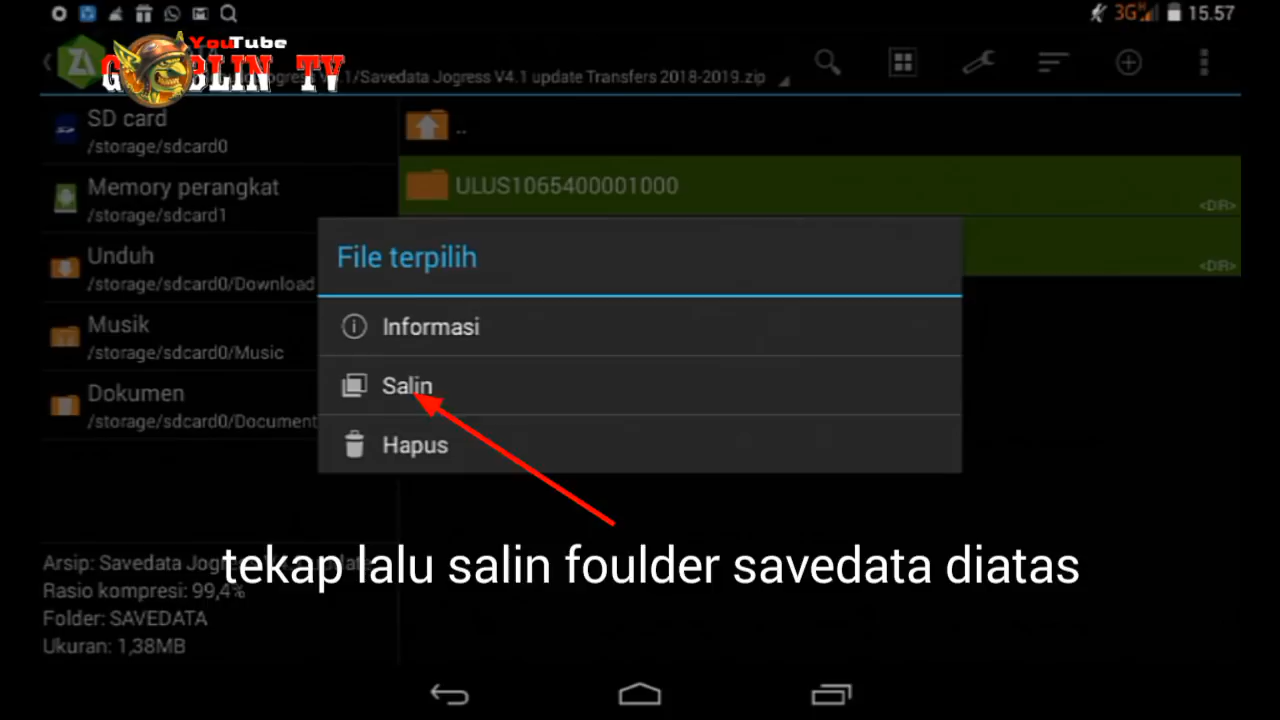 3G 15.57
YouTube
GOBLIN TV
1/Savedata Jogress V4.1 update Transfers 2018-2019.zip
SD card
/storage/sdcard0
Memory perangkat
/storage/sdcard1
Unduh
/storage/sdcard0/Download
Musik
/storage/sdcard0/Music
Dokumen
/storage/sdcard0/Document
..
ULUS1065400001000
<DIR>
<DIR>
File terpilih
Informasi
Salin
Hapus
tekap lalu salin foulder savedata diatas
Arsip: Savedata
Rasio kompresi: 99,4%
Folder: SAVEDATA
Ukuran: 1,38MB